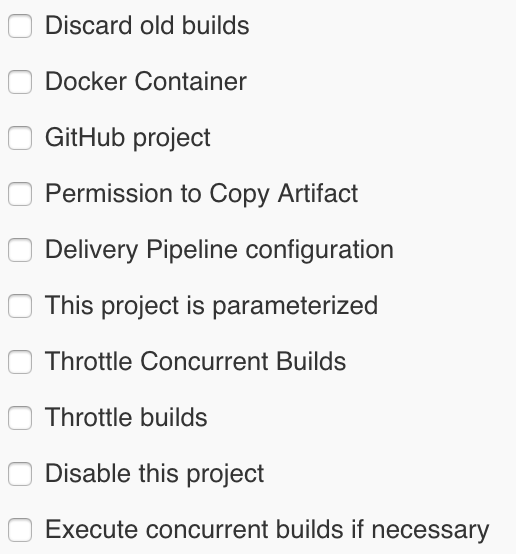 Discard old builds
Docker Container
GitHub project
Permission to Copy Artifact
Delivery Pipeline configuration
This project is parameterized
Throttle Concurrent Builds
Throttle builds
Disable this project
Execute concurrent builds if necessary